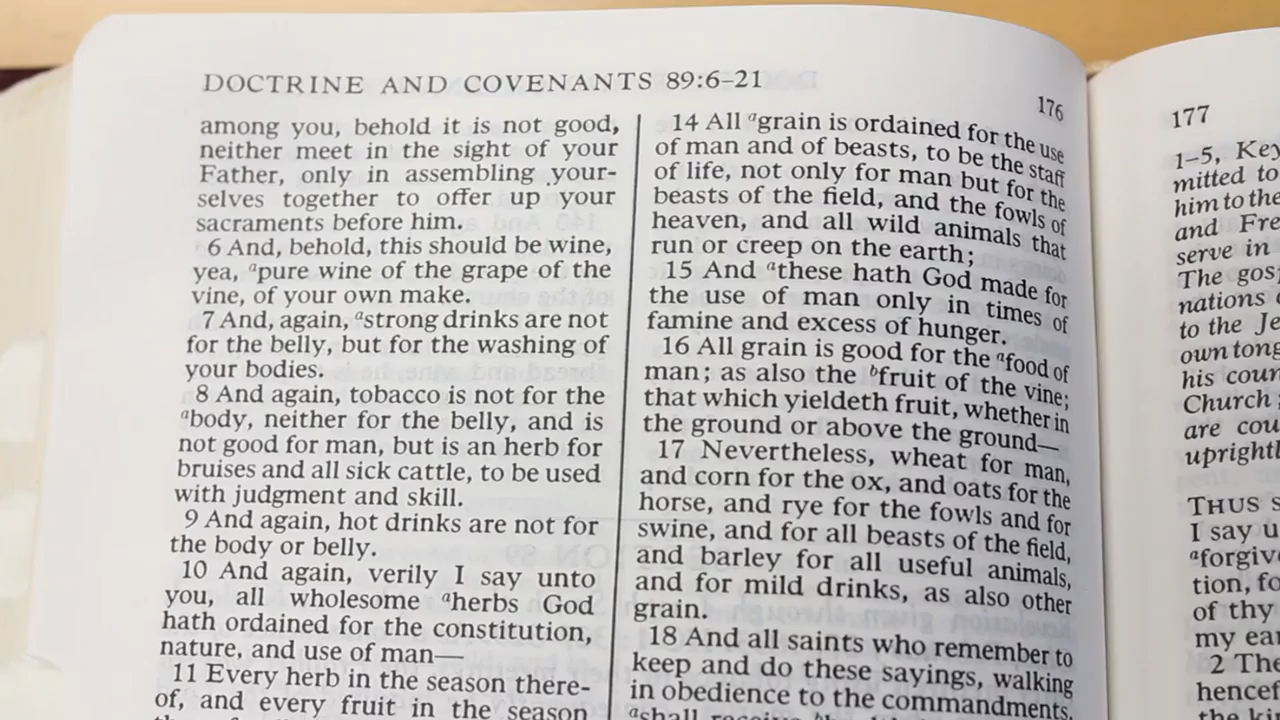 DOCTRINE AND COVENANTS 89:6–21
176
among you, behold it is not good,
neither meet in the sight of your
Father, only in assembling your-
selves together to offer up your
sacraments before him.
6 And, behold, this should be wine,
yea, ᵃpure wine of the grape of the
vine, of your own make.
7 And, again, ᵃstrong drinks are not
for the belly, but for the washing of
your bodies.
8 And again, tobacco is not for the
ᵃbody, neither for the belly, and is
not good for man, but is an herb for
bruises and all sick cattle, to be used
with judgment and skill.
9 And again, hot drinks are not for
the body or belly.
10 And again, verily I say unto
you, all wholesome ᵃherbs God
hath ordained for the constitution,
nature, and use of man—
11 Every herb in the season there-
of, and every fruit in the season
14 All ᵃgrain is ordained for the use
of man and of beasts, to be the staff
of life, not only for man but for the
beasts of the field, and the fowls of
heaven, and all wild animals that
run or creep on the earth;
15 And ᵃthese hath God made for
the use of man only in times of
famine and excess of hunger.
16 All grain is good for the ᵃfood of
man; as also the ᵇfruit of the vine;
that which yieldeth fruit, whether in
the ground or above the ground—
17 Nevertheless, wheat for man,
and corn for the ox, and oats for the
horse, and rye for the fowls and for
swine, and for all beasts of the field,
and barley for all useful animals,
and for mild drinks, as also other
grain.
18 And all saints who remember to
keep and do these sayings, walking
in obedience to the commandments,
ᵃshall receive
177
1–5, Key
mitted to
him to the
and Fre
serve in
The gosp
nations
to the Je
own tong
his coun
Church
are cou
uprightl
THUS s
I say u
ᵃforgiv
tion, fo
of thy
my ear
2 The
hencef
the ki